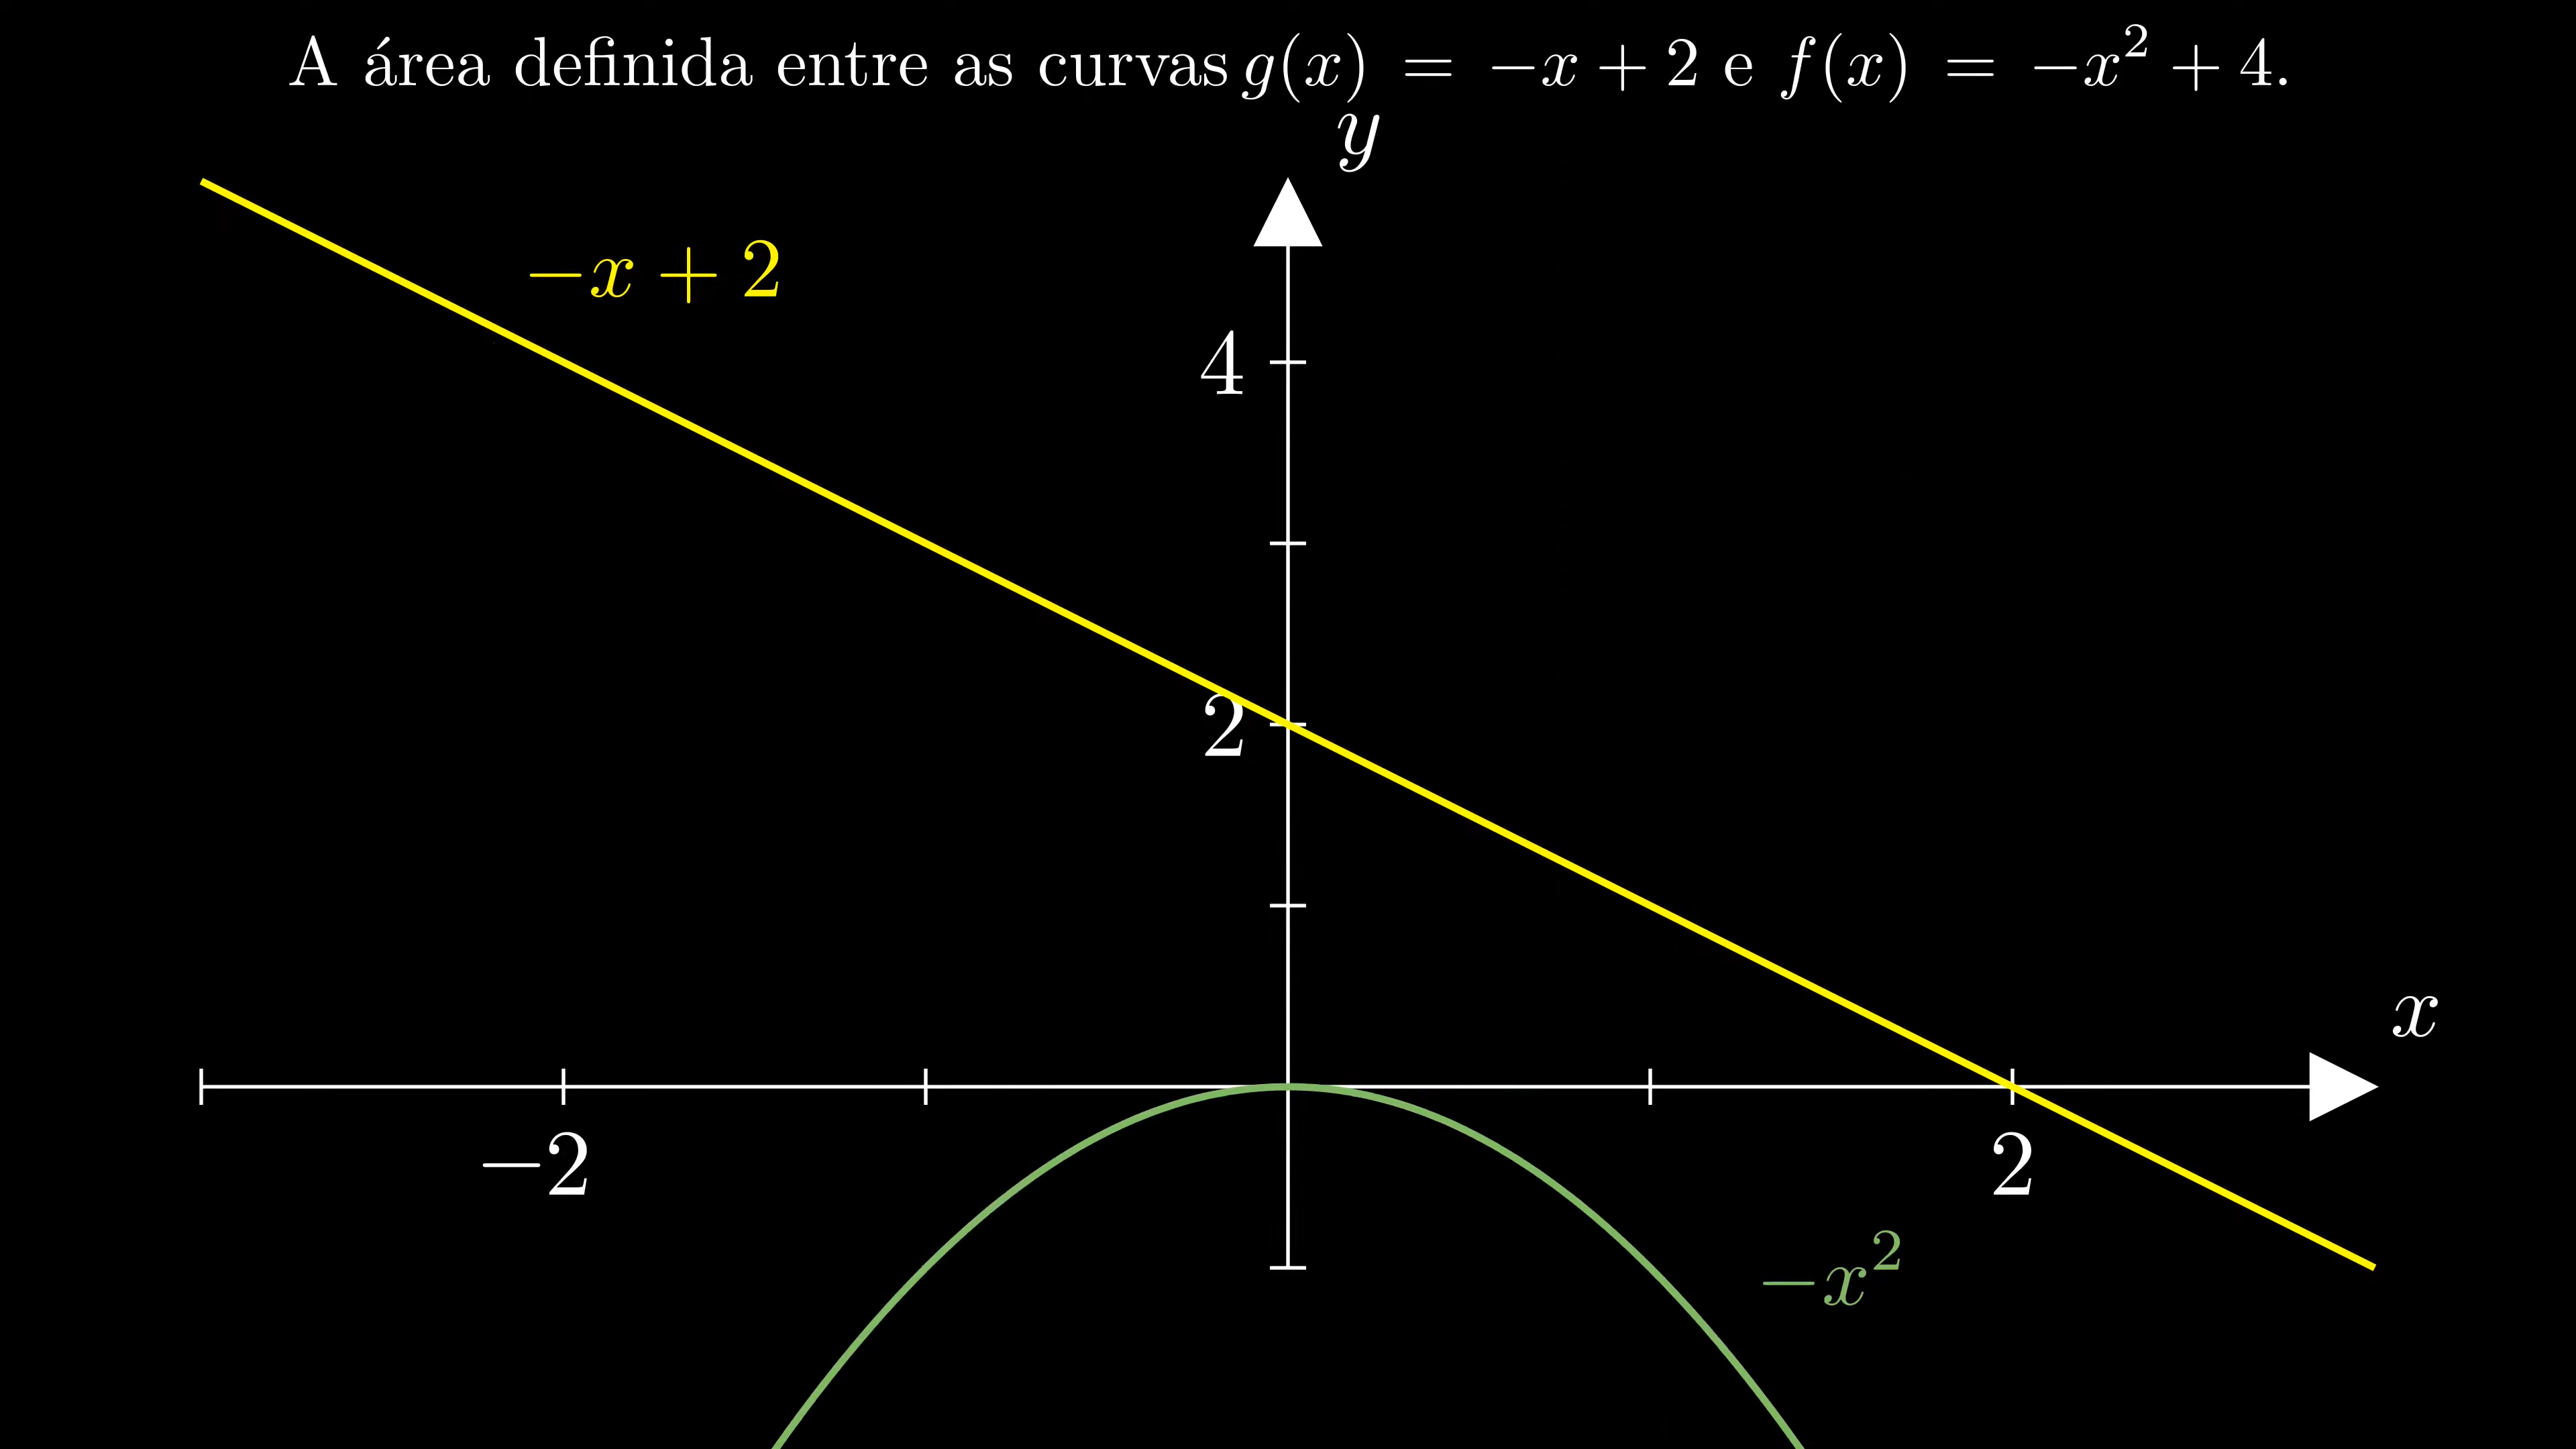 A área definida entre as curvas g(x) = −x + 2 e f(x) = −x² + 4.
y
−x + 2
4
2
x
−2
2
−x²